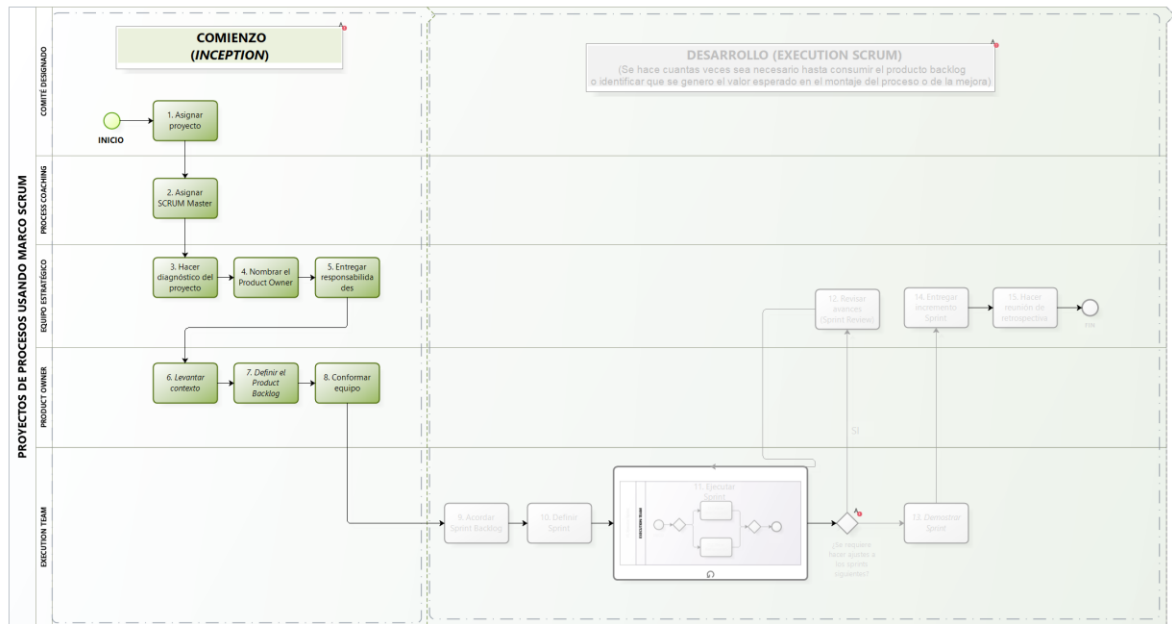 PROYECTOS DE PROCESOS USANDO MARCO SCRUM
COMITÉ DESIGNADO
COMIENZO
(INCEPTION)
DESARROLLO (EXECUTION SCRUM)
(Se hace cuantas veces sea necesario hasta consumir el producto backlog
o identificar que se genero el valor esperado en el montaje del proceso o de la mejora)
INICIO
1. Asignar
proyecto
PROCESS COACHING
2. Asignar
SCRUM Master
EQUIPO ESTRATÉGICO
3. Hacer
diagnóstico del
proyecto
4. Nombrar el
Product Owner
5. Entregar
responsabilida
des
12. Revisar
avances
(Sprint Review)
14. Entregar
incremento
Sprint
15. Hacer
reunión de
retrospectiva
FIN
PRODUCT OWNER
6. Levantar
contexto
7. Definir el
Product
Backlog
8. Conformar
equipo
SI
EXECUTION TEAM
9. Acordar
Sprint Backlog
10. Definir
Sprint
11. Ejecutar
Sprint
¿Se requiere
hacer ajustes a
los sprints
siguientes?
Demostrar
Sprint